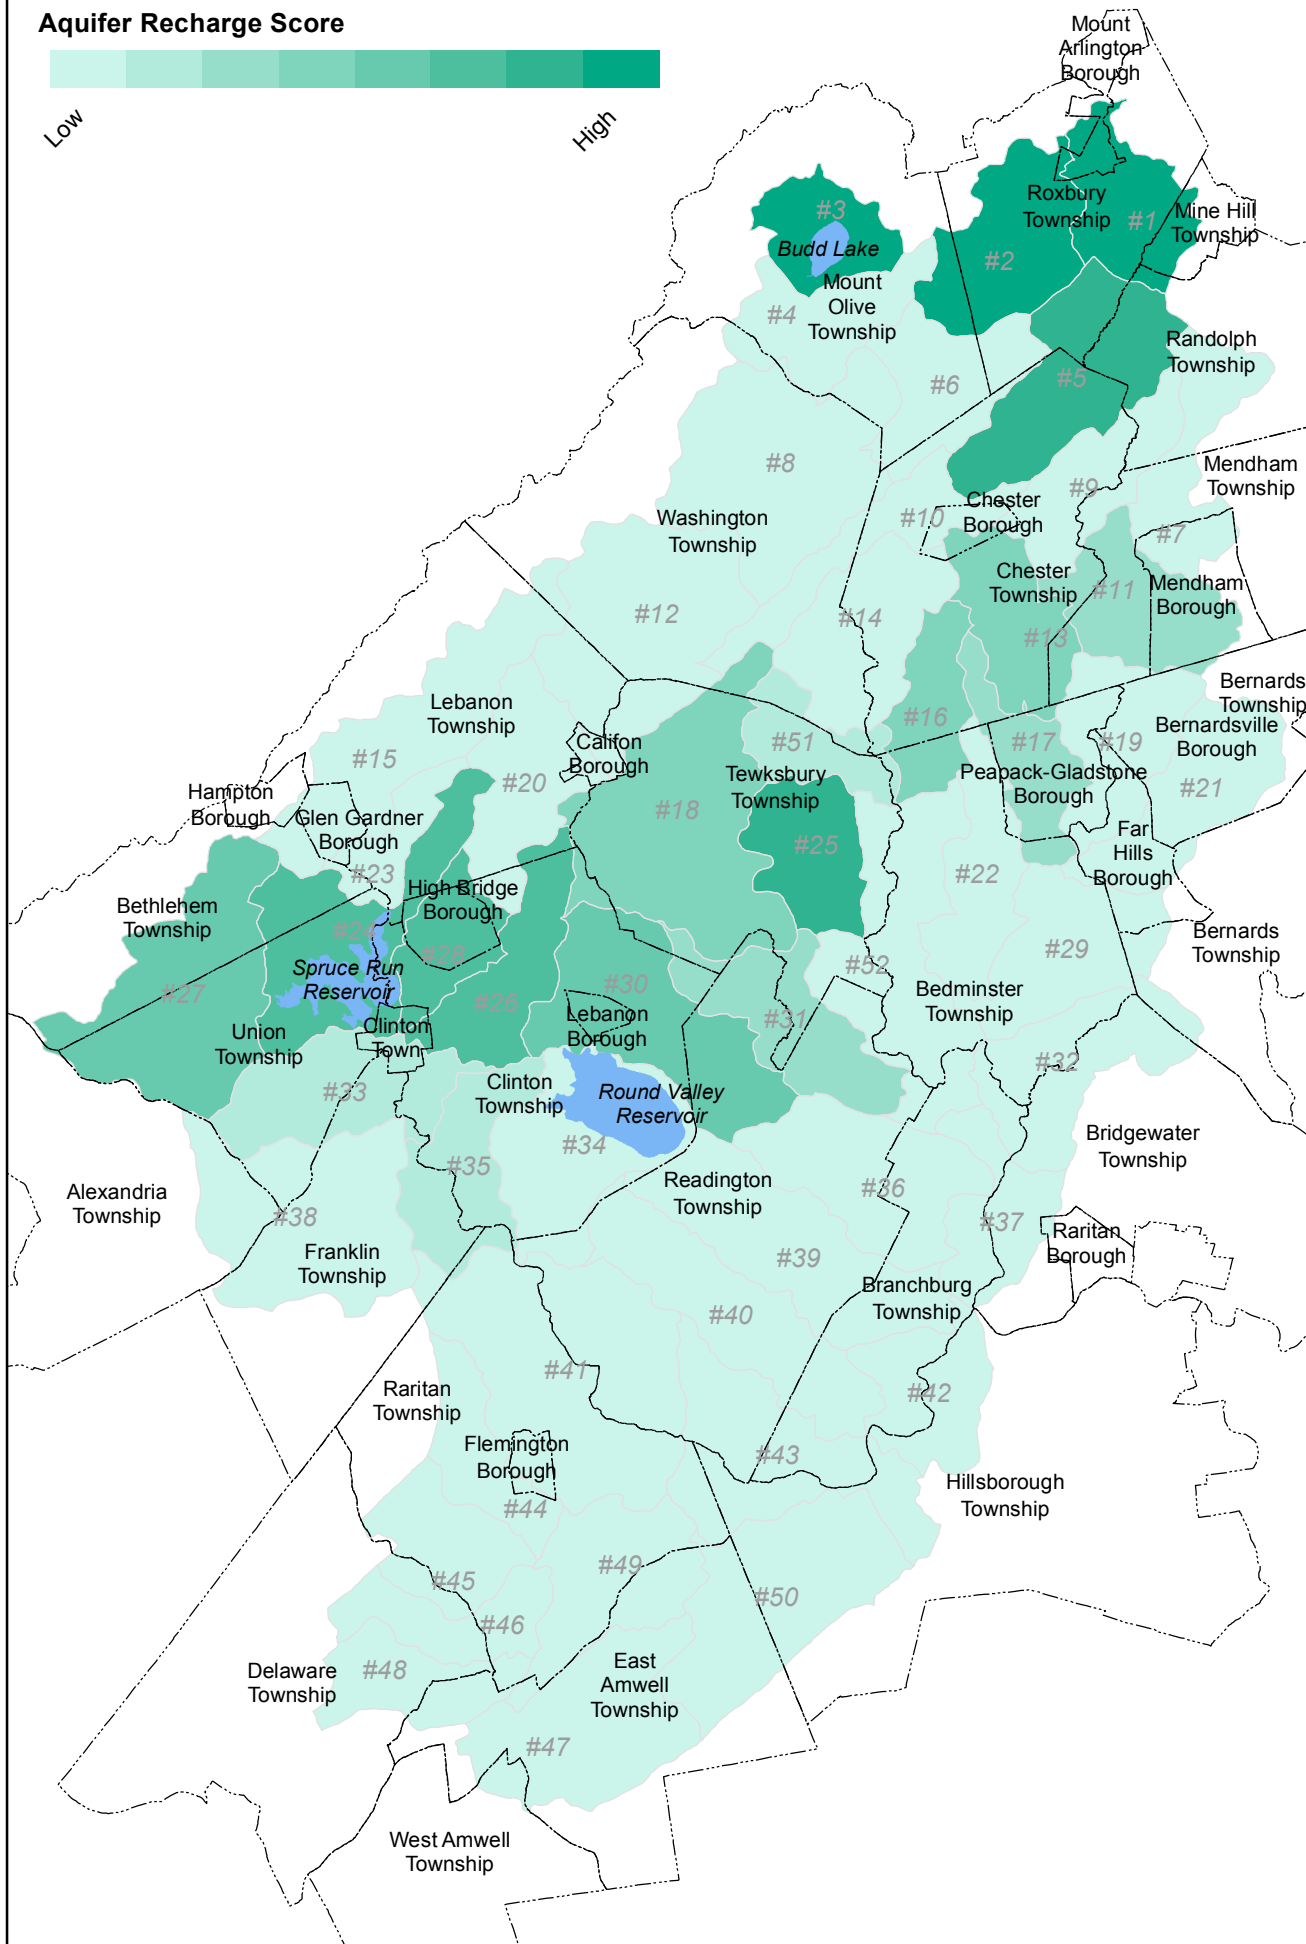 Aquifer Recharge Score
Low
High
Mount
Arlington
Borough
Roxbury
Township
#1
Mine Hill
Township
#3
Budd Lake
#2
Mount
Olive
Township
#4
Randolph
Township
#5
#6
#8
Mendham
Township
#9
Chester
Borough
#10
Washington
Township
#7
Chester
Township
#11
Mendham
Borough
#12
#14
#13
Bernards
Township
Lebanon
Township
#16
#17
#19
Bernardsville
Borough
#15
Califon
Borough
#51
Tewksbury
Township
Peapack-Gladstone
Borough
#21
#20
Hampton
Borough
Glen Gardner
Borough
#18
#25
Far
Hills
Borough
#23
#22
High Bridge
Borough
Bethlehem
Township
#24
#28
Bernards
Township
#29
Spruce Run
Reservoir
#27
#26
#30
#52
Bedminster
Township
Union
Township
Clinton
Town
Lebanon
Borough
#31
#32
Clinton
Township
Round Valley
Reservoir
#33
#34
#35
Bridgewater
Township
Readington
Township
#36
Alexandria
Township
#38
#37
Franklin
Township
Raritan
Borough
#39
Branchburg
Township
#40
#41
Raritan
Township
#42
Flemington
Borough
#43
Hillsborough
Township
#44
#49
#45
#50
#46
Delaware
Township
#48
East
Amwell
Township
#47
West Amwell
Township